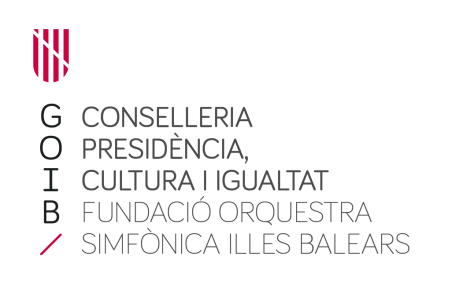 G CONSELLERIA
O PRESIDÈNCIA,
I CULTURA I IGUALTAT
B FUNDACIÓ ORQUESTRA
/ SIMFÒNICA ILLES BALEARS